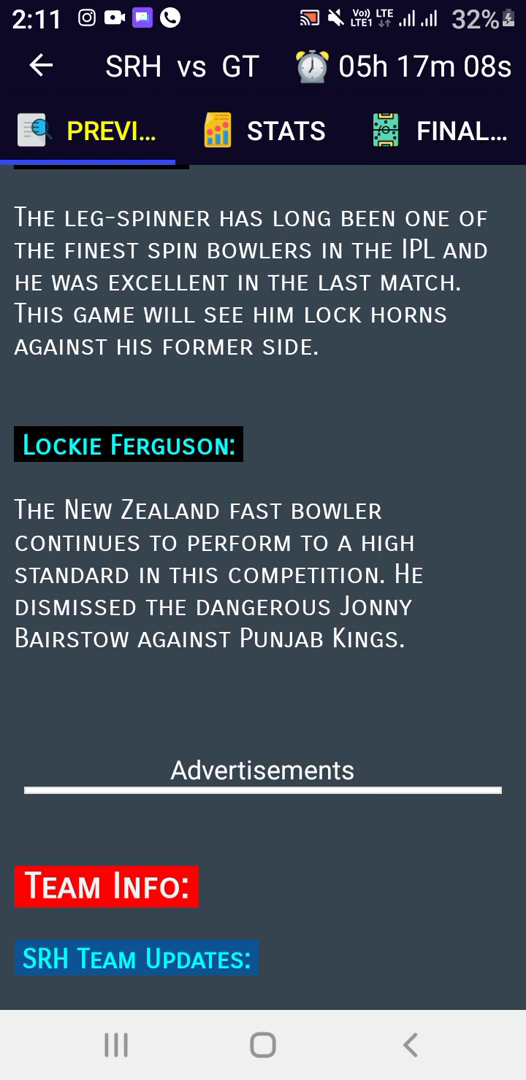 2:11 Vo)) LTE LTE1 32%
SRH vs GT 05h 17m 08s
PREVI... STATS FINAL...
The leg-spinner has long been one of
the finest spin bowlers in the IPL and
he was excellent in the last match.
This game will see him lock horns
against his former side.
Lockie Ferguson:
The New Zealand fast bowler
continues to perform to a high
standard in this competition. He
dismissed the dangerous Jonny
Bairstow against Punjab Kings.
Advertisements
Team Info:
SRH Team Updates: